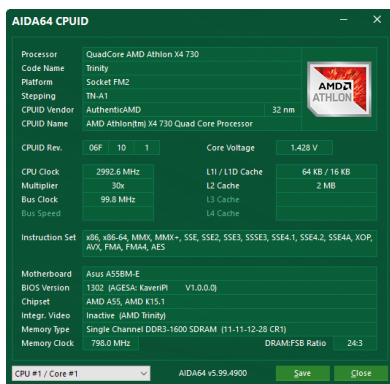 AIDA64 CPUID
Processor QuadCore AMD Athlon X4 730
Code Name Trinity
Platform Socket FM2
Stepping TN-A1
CPUID Vendor AuthenticAMD 32 nm
CPUID Name AMD Athlon(tm) X4 730 Quad Core Processor
AMD
ATHLON
CPUID Rev. 06F 10 1 Core Voltage 1.428 V
CPU Clock 2992.6 MHz L1I / L1D Cache 64 KB / 16 KB
Multiplier 30x L2 Cache 2 MB
Bus Clock 99.8 MHz L3 Cache
Bus Speed L4 Cache
Instruction Set x86, x86-64, MMX, MMX+, SSE, SSE2, SSE3, SSSE3, SSE4.1, SSE4.2, SSE4A, XOP,
AVX, FMA, FMA4, AES
Motherboard Asus A55BM-E
BIOS Version 1302 (AGESA: KaveriPI V1.0.0.0)
Chipset AMD A55, AMD K15.1
Integr. Video Inactive (AMD Trinity)
Memory Type Single Channel DDR3-1600 SDRAM (11-11-12-28 CR1)
Memory Clock 798.0 MHz DRAM:FSB Ratio 24:3
CPU #1 / Core #1 AIDA64 v5.99.4900 Save Close